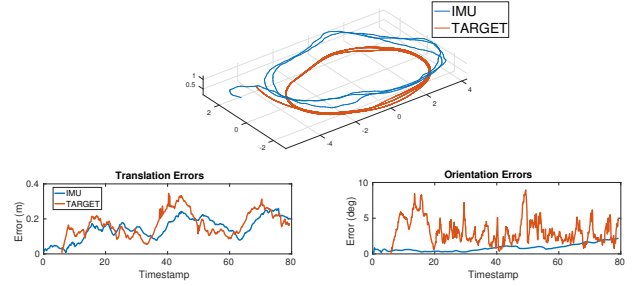 IMU
TARGET
1
0.5
2
0
-2
-4
-2
0
2
4
Translation Errors
Orientation Errors
0.4
0.2
0
IMU
TARGET
Error (m)
0 20 40 60 80
Timestamp
10
5
0
Error (deg)
0 20 40 60 80
Timestamp